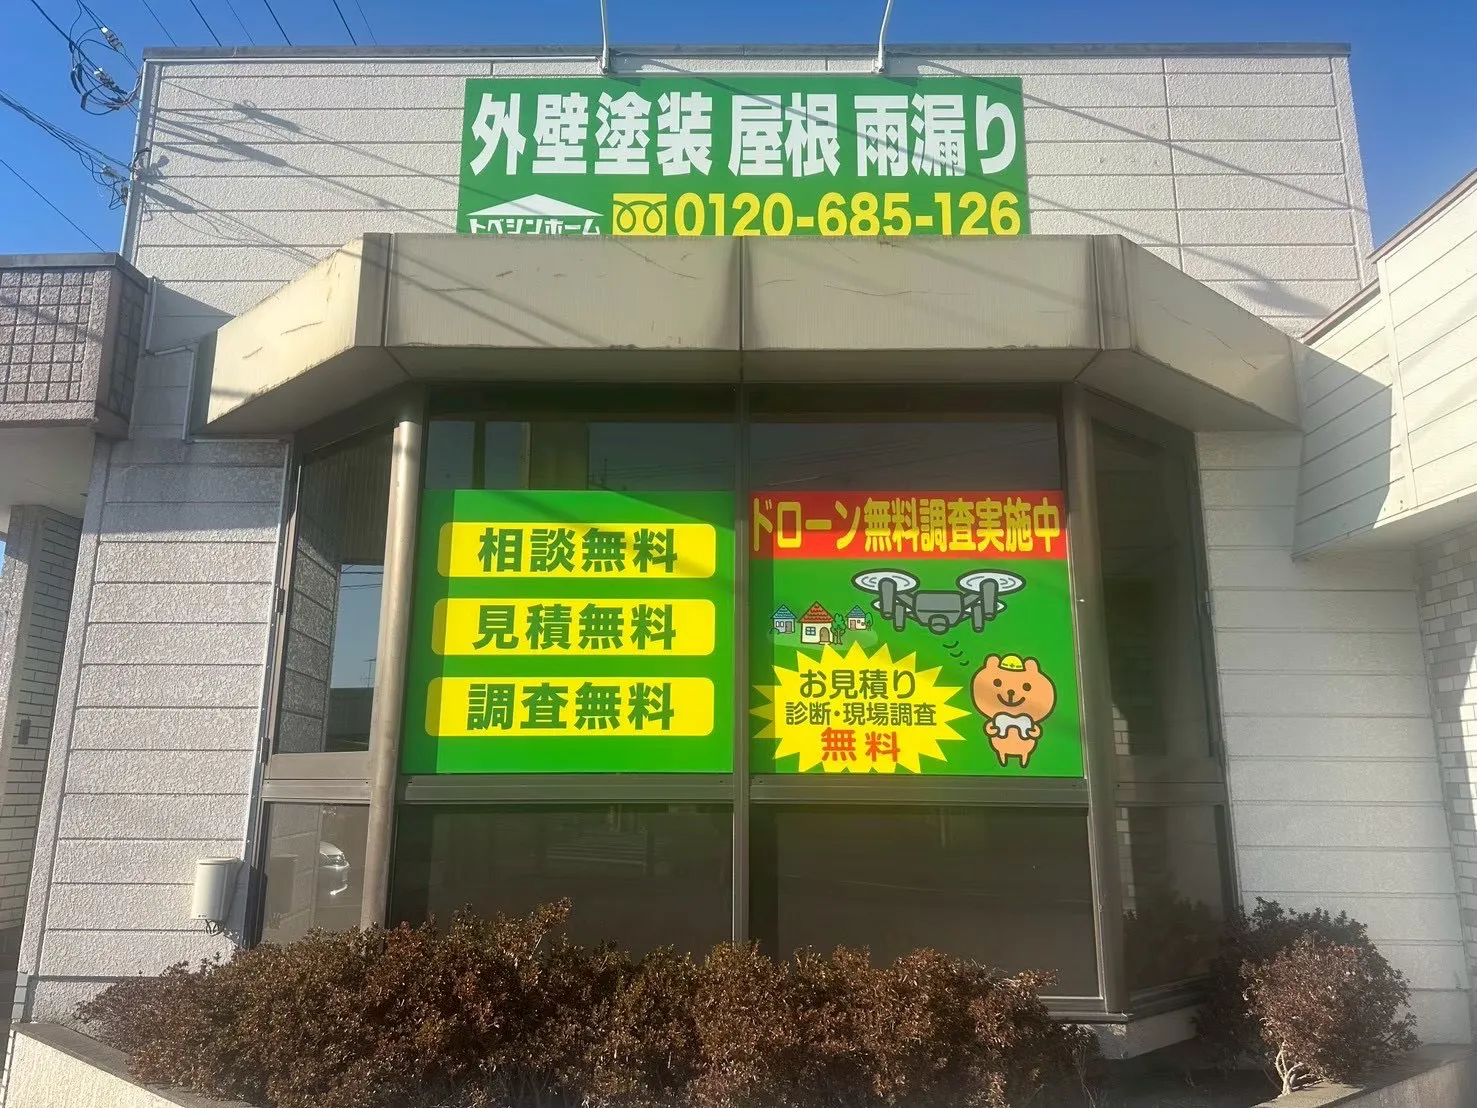 外壁塗装 屋根 雨漏り
トベシンホーム 0120-685-126
相談無料
見積無料
調査無料
ドローン無料調査実施中
お見積り
診断・現場調査
無料